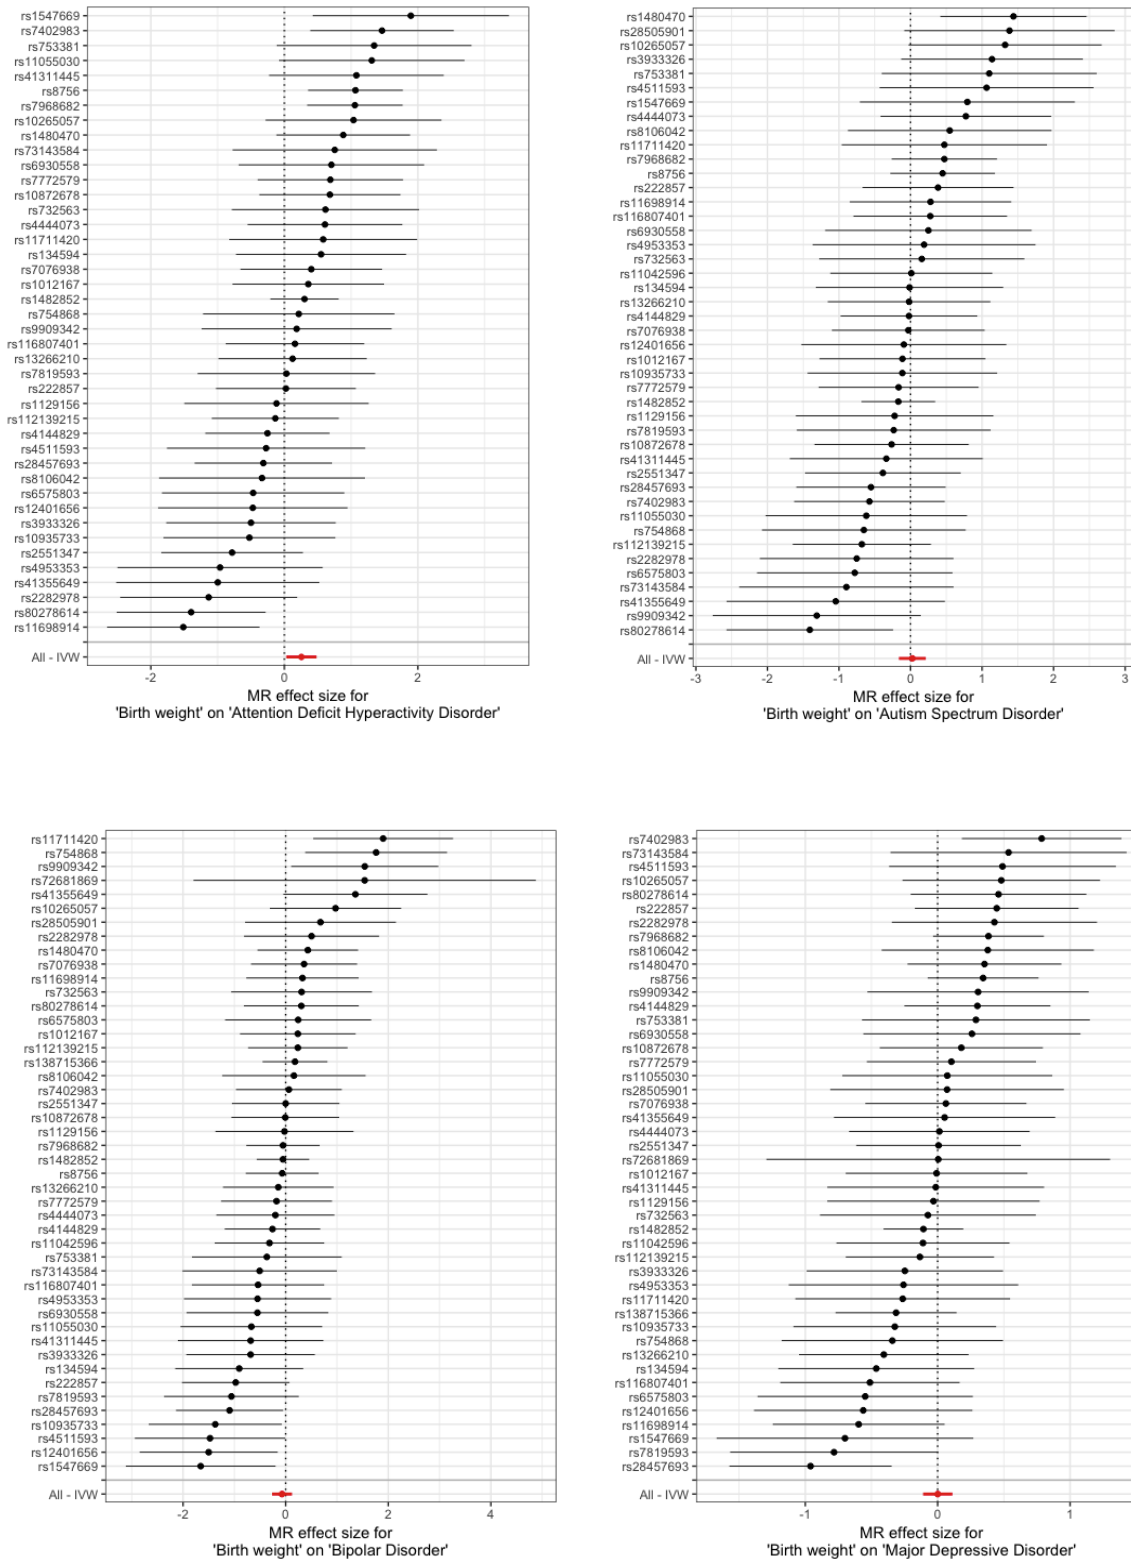 rs1547669
rs7402983
rs753381
rs11055030
rs41311445
rs8756
rs7968682
rs10265057
rs1480470
rs73143584
rs6930558
rs7772579
rs10872678
rs732563
rs4444073
rs11711420
rs134594
rs7076938
rs1012167
rs1482852
rs754868
rs9909342
rs116807401
rs13266210
rs7819593
rs222857
rs1129156
rs112139215
rs4144829
rs4511593
rs28457693
rs8106042
rs6575803
rs12401656
rs3933326
rs10935733
rs2551347
rs4953353
rs41355649
rs2282978
rs80278614
rs11698914
All - IVW
-2 0 2
MR effect size for
'Birth weight' on 'Attention Deficit Hyperactivity Disorder'
rs1480470
rs28505901
rs10265057
rs3933326
rs753381
rs4511593
rs1547669
rs4444073
rs8106042
rs11711420
rs7968682
rs8756
rs222857
rs11698914
rs116807401
rs6930558
rs4953353
rs732563
rs11042596
rs134594
rs13266210
rs4144829
rs7076938
rs12401656
rs1012167
rs10935733
rs7772579
rs1482852
rs1129156
rs7819593
rs10872678
rs41311445
rs2551347
rs28457693
rs7402983
rs11055030
rs754868
rs112139215
rs2282978
rs6575803
rs73143584
rs41355649
rs9909342
rs80278614
All - IVW
-3 -2 -1 0 1 2 3
MR effect size for
'Birth weight' on 'Autism Spectrum Disorder'
rs11711420
rs754868
rs9909342
rs72681869
rs41355649
rs10265057
rs28505901
rs2282978
rs1480470
rs7076938
rs11698914
rs732563
rs80278614
rs6575803
rs1012167
rs112139215
rs138715366
rs8106042
rs7402983
rs2551347
rs10872678
rs1129156
rs7968682
rs1482852
rs8756
rs13266210
rs7772579
rs4444073
rs4144829
rs11042596
rs753381
rs73143584
rs116807401
rs4953353
rs6930558
rs11055030
rs41311445
rs3933326
rs134594
rs222857
rs7819593
rs28457693
rs10935733
rs4511593
rs12401656
rs1547669
All - IVW
-2 0 2 4
MR effect size for
'Birth weight' on 'Bipolar Disorder'
rs7402983
rs73143584
rs4511593
rs10265057
rs80278614
rs222857
rs2282978
rs7968682
rs8106042
rs1480470
rs8756
rs9909342
rs4144829
rs753381
rs6930558
rs10872678
rs7772579
rs11055030
rs28505901
rs7076938
rs41355649
rs4444073
rs2551347
rs72681869
rs1012167
rs41311445
rs1129156
rs732563
rs1482852
rs11042596
rs112139215
rs3933326
rs4953353
rs11711420
rs138715366
rs10935733
rs754868
rs13266210
rs134594
rs116807401
rs6575803
rs12401656
rs11698914
rs1547669
rs7819593
rs28457693
All - IVW
-1 0 1
MR effect size for
'Birth weight' on 'Major Depressive Disorder'